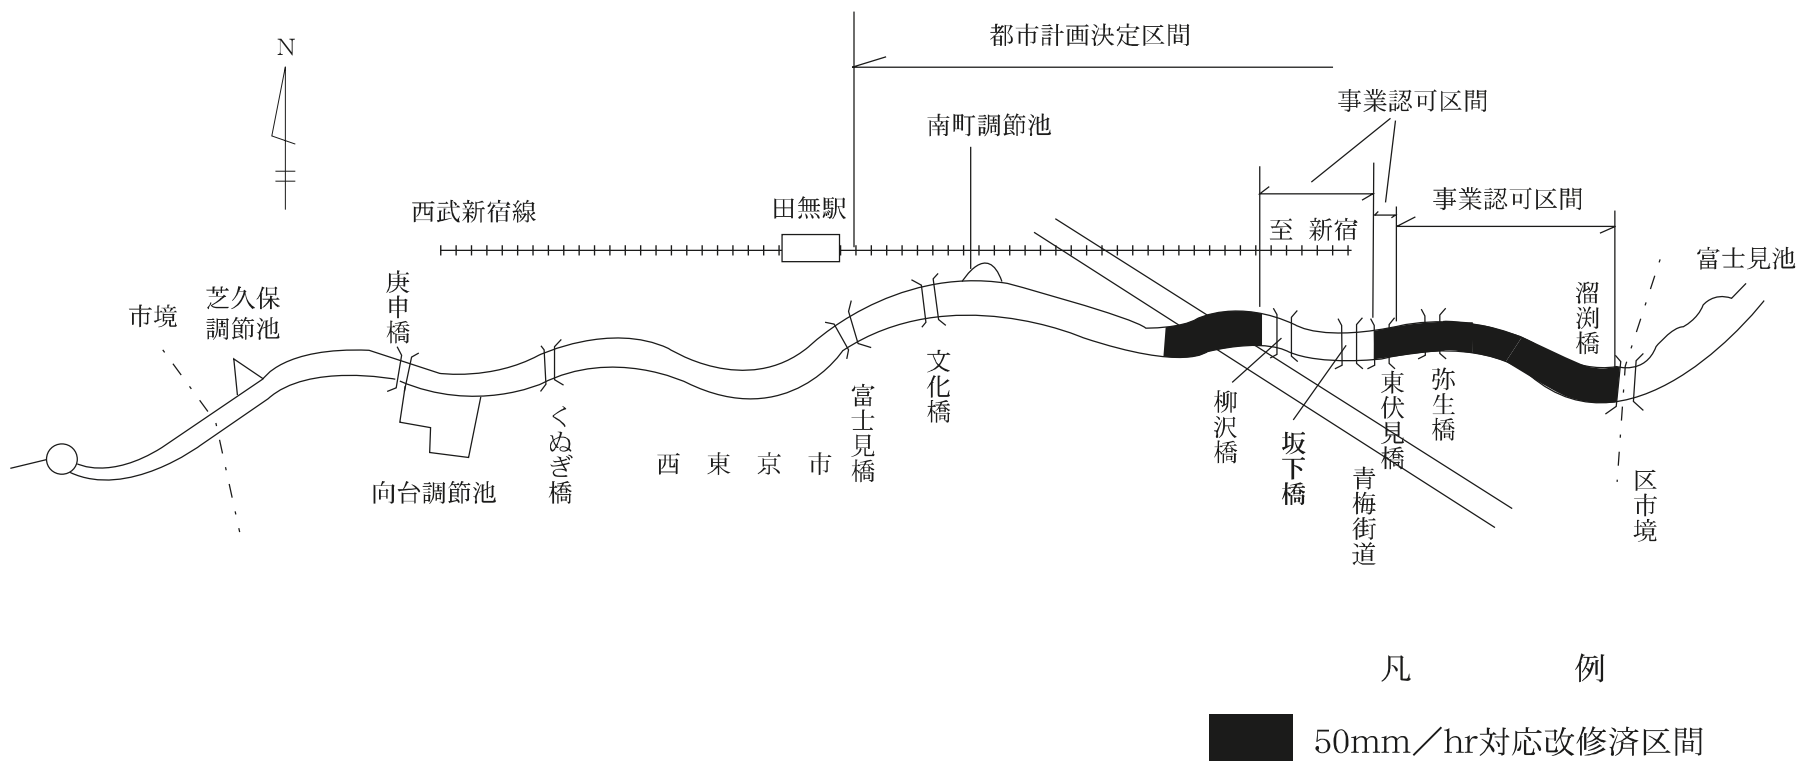 都市計画決定区間
N
事業認可区間
南町調節池
事業認可区間
西武新宿線
田無駅
至 新宿
富士見池
市境
芝久保
調節池
庚申橋
溜渕橋
文化橋
富士見橋
くぬぎ橋
柳沢橋
坂下橋
東伏見橋
弥生橋
西東京市
向台調節池
青梅街道
区市境
凡例
50mm／hr対応改修済区間